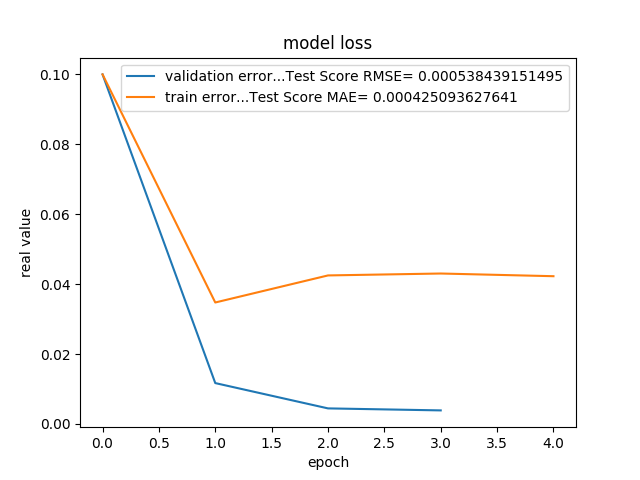 model loss
validation error...Test Score RMSE= 0.000538439151495
train error...Test Score MAE= 0.000425093627641
0.10
0.08
0.06
0.04
0.02
0.00
real value
0.0 0.5 1.0 1.5 2.0 2.5 3.0 3.5 4.0
epoch